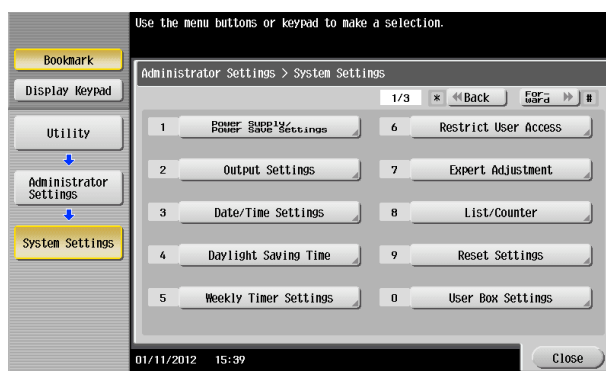 Use the menu buttons or keypad to make a selection.
Bookmark
Display Keypad
Utility
Administrator
Settings
System Settings
Administrator Settings > System Settings
1/3 * Back For-
ward #
1 Power Supply/
Power Save Settings
6 Restrict User Access
2 Output Settings
7 Expert Adjustment
3 Date/Time Settings
8 List/Counter
4 Daylight Saving Time
9 Reset Settings
5 Weekly Timer Settings
0 User Box Settings
01/11/2012 15:39
Close